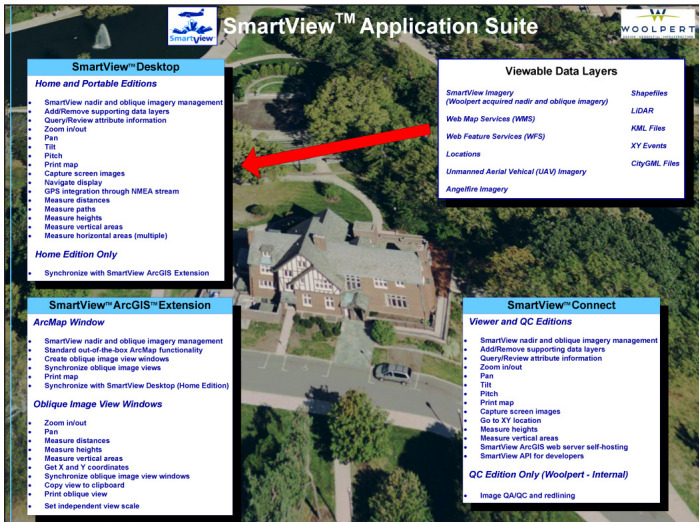 SmartView™ Application Suite
Smartview
WOOLPERT
SmartView™ Desktop
Home and Portable Editions
SmartView nadir and oblique imagery management
Add/Remove supporting data layers
Query/Review attribute information
Zoom in/out
Pan
Tilt
Pitch
Print map
Capture screen images
Navigate display
GPS integration through NMEA stream
Measure distances
Measure paths
Measure heights
Measure vertical areas
Measure horizontal areas (multiple)
Home Edition Only
Synchronize with SmartView ArcGIS Extension
Viewable Data Layers
SmartView Imagery
(Woolpert acquired nadir and oblique imagery)
Web Map Services (WMS)
Web Feature Services (WFS)
Locations
Unmanned Aerial Vehical (UAV) Imagery
Angelfire Imagery
Shapefiles
LiDAR
KML Files
XY Events
CityGML Files
SmartView™ ArcGIS™ Extension
ArcMap Window
SmartView nadir and oblique imagery management
Standard out-of-the-box ArcMap functionality
Create oblique image view windows
Synchronize oblique image views
Print map
Synchronize with SmartView Desktop (Home Edition)
Oblique Image View Windows
Zoom in/out
Pan
Measure distances
Measure heights
Measure vertical areas
Get X and Y coordinates
Synchronize oblique image view windows
Copy view to clipboard
Print oblique view
Set independent view scale
SmartView™ Connect
Viewer and QC Editions
SmartView nadir and oblique imagery management
Add/Remove supporting data layers
Query/Review attribute information
Zoom in/out
Pan
Tilt
Pitch
Print map
Capture screen images
Go to XY location
Measure heights
Measure vertical areas
SmartView ArcGIS web server self-hosting
SmartView API for developers
QC Edition Only (Woolpert - Internal)
Image QA/QC and redlining